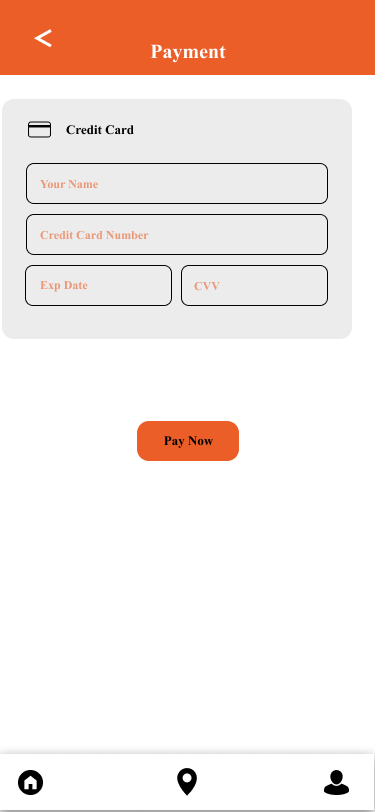 Payment
Credit Card
Your Name
Credit Card Number
Exp Date
CVV
Pay Now